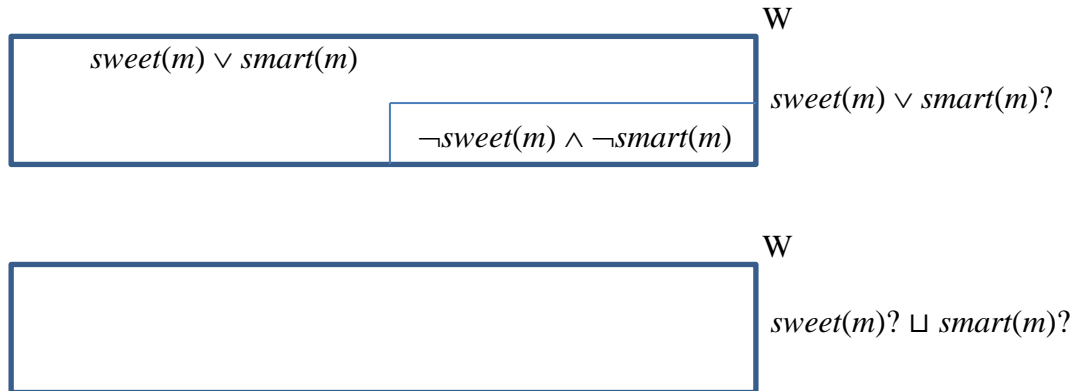 W
sweet(m) ∨ smart(m)
sweet(m) ∨ smart(m)?
¬sweet(m) ∧ ¬smart(m)
W
sweet(m)? ⊔ smart(m)?